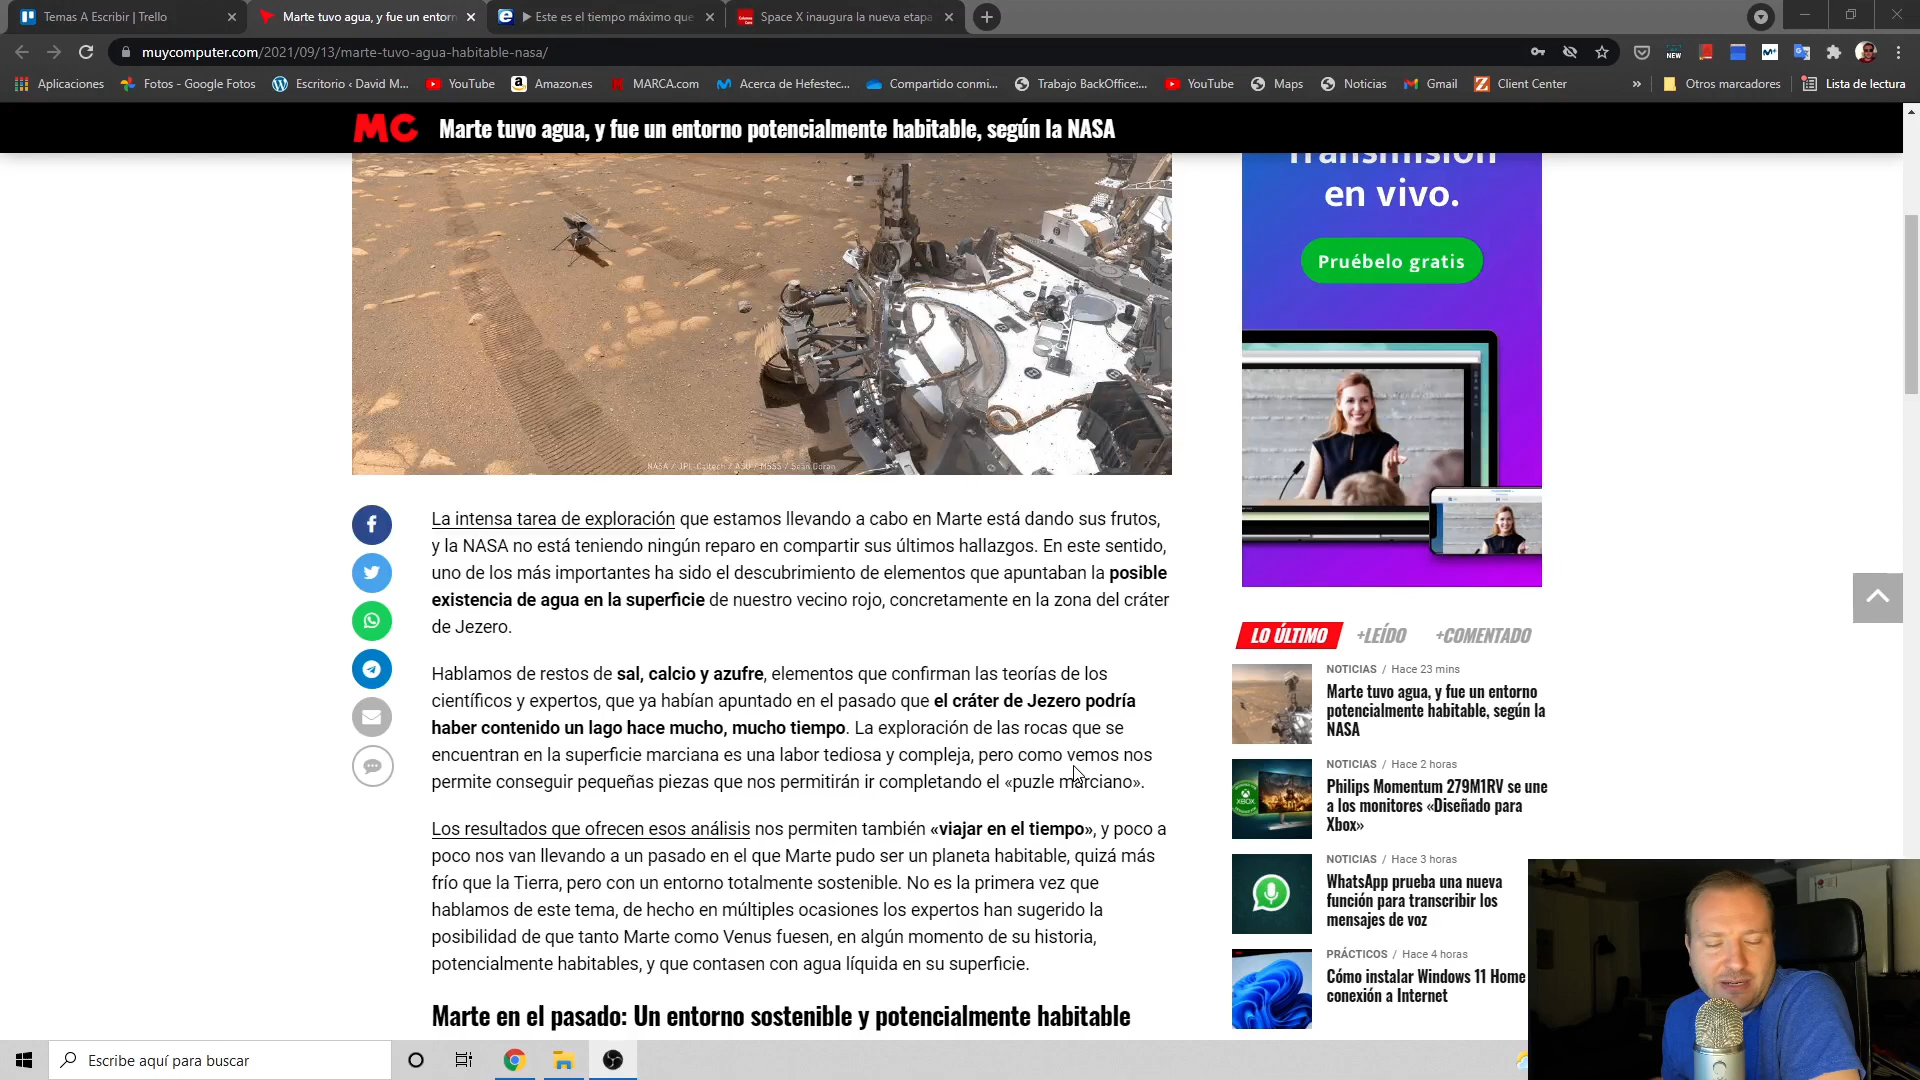 Temas A Escribir | Trello
Marte tuvo agua, y fue un entorn
Este es el tiempo máximo que
Space X inaugura la nueva etapa
muycomputer.com/2021/09/13/marte-tuvo-agua-habitable-nasa/
NEW
Aplicaciones
Fotos - Google Fotos
Escritorio ‹ David M...
YouTube
Amazon.es
MARCA.com
Acerca de Hefestec...
Compartido conmi...
Trabajo BackOffice:...
YouTube
Maps
Noticias
Gmail
Client Center
»
Otros marcadores
Lista de lectura
MC
Marte tuvo agua, y fue un entorno potencialmente habitable, según la NASA
Transmisión
en vivo.
Pruébelo gratis
NASA / JPL-Caltech / ASU / MSSS / Seán Doran
La intensa tarea de exploración que estamos llevando a cabo en Marte está dando sus frutos,
y la NASA no está teniendo ningún reparo en compartir sus últimos hallazgos. En este sentido,
uno de los más importantes ha sido el descubrimiento de elementos que apuntaban la posible
existencia de agua en la superficie de nuestro vecino rojo, concretamente en la zona del cráter
de Jezero.
Hablamos de restos de sal, calcio y azufre, elementos que confirman las teorías de los
científicos y expertos, que ya habían apuntado en el pasado que el cráter de Jezero podría
haber contenido un lago hace mucho, mucho tiempo. La exploración de las rocas que se
encuentran en la superficie marciana es una labor tediosa y compleja, pero como vemos nos
permite conseguir pequeñas piezas que nos permitirán ir completando el «puzle marciano».
Los resultados que ofrecen esos análisis nos permiten también «viajar en el tiempo», y poco a
poco nos van llevando a un pasado en el que Marte pudo ser un planeta habitable, quizá más
frío que la Tierra, pero con un entorno totalmente sostenible. No es la primera vez que
hablamos de este tema, de hecho en múltiples ocasiones los expertos han sugerido la
posibilidad de que tanto Marte como Venus fuesen, en algún momento de su historia,
potencialmente habitables, y que contasen con agua líquida en su superficie.
Marte en el pasado: Un entorno sostenible y potencialmente habitable
LO ÚLTIMO
+LEÍDO
+COMENTADO
NOTICIAS / Hace 23 mins
Marte tuvo agua, y fue un entorno
potencialmente habitable, según la
NASA
NOTICIAS / Hace 2 horas
Philips Momentum 279M1RV se une
a los monitores «Diseñado para
Xbox»
XBOX
NOTICIAS / Hace 3 horas
WhatsApp prueba una nueva
función para transcribir los
mensajes de voz
PRÁCTICOS / Hace 4 horas
Cómo instalar Windows 11 Home
conexión a Internet
Escribe aquí para buscar